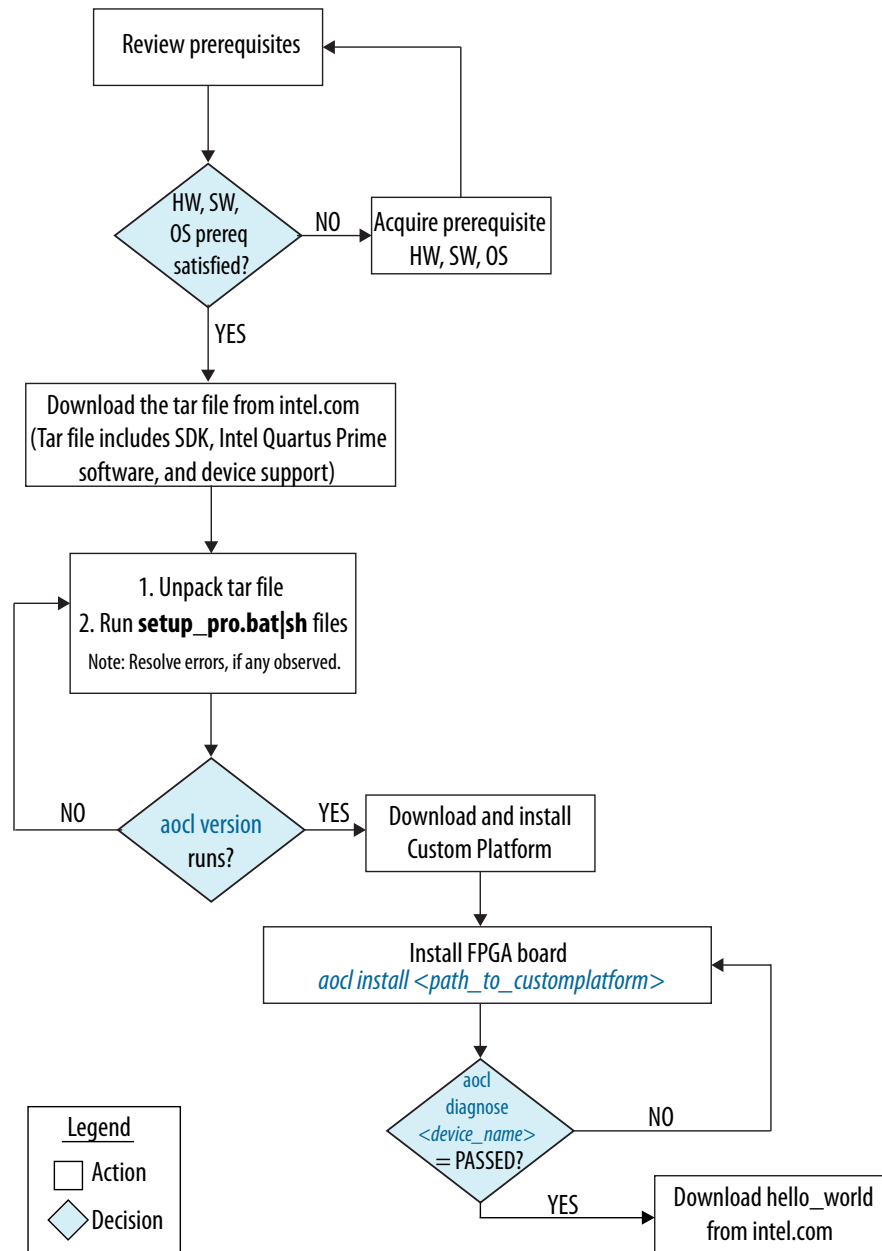 Review prerequisites
HW, SW,
OS prereq
satisfied?
NO
Acquire prerequisite
HW, SW, OS
YES
Download the tar file from intel.com
(Tar file includes SDK, Intel Quartus Prime
software, and device support)
1. Unpack tar file
2. Run setup_pro.bat|sh files
Note: Resolve errors, if any observed.
NO
aocl version
runs?
YES
Download and install
Custom Platform
Install FPGA board
aocl install <path_to_customplatform>
aocl
diagnose
<device_name>
= PASSED?
NO
YES
Download hello_world
from intel.com
Legend
Action
Decision